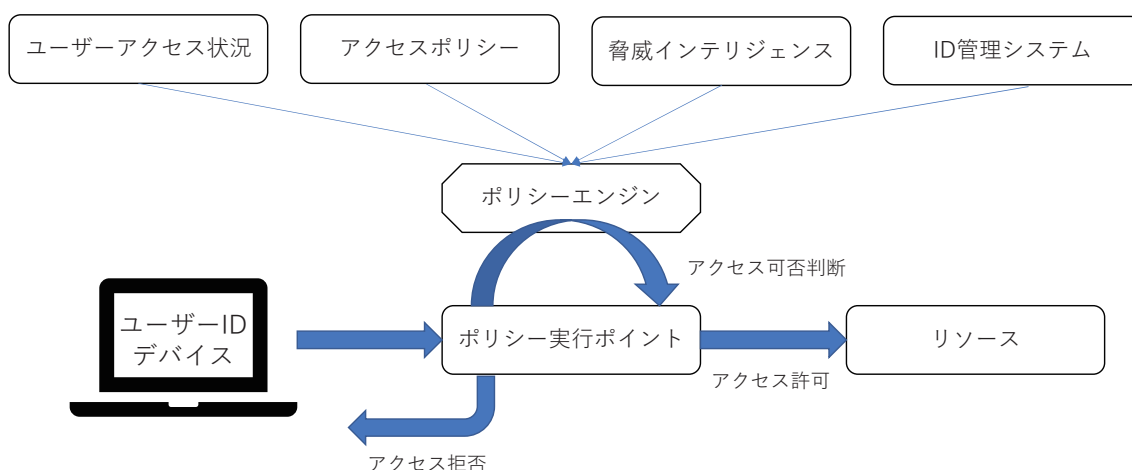 ユーザーアクセス状況
アクセスポリシー
脅威インテリジェンス
ID管理システム
ポリシーエンジン
アクセス可否判断
ユーザーID
デバイス
ポリシー実行ポイント
リソース
アクセス許可
アクセス拒否